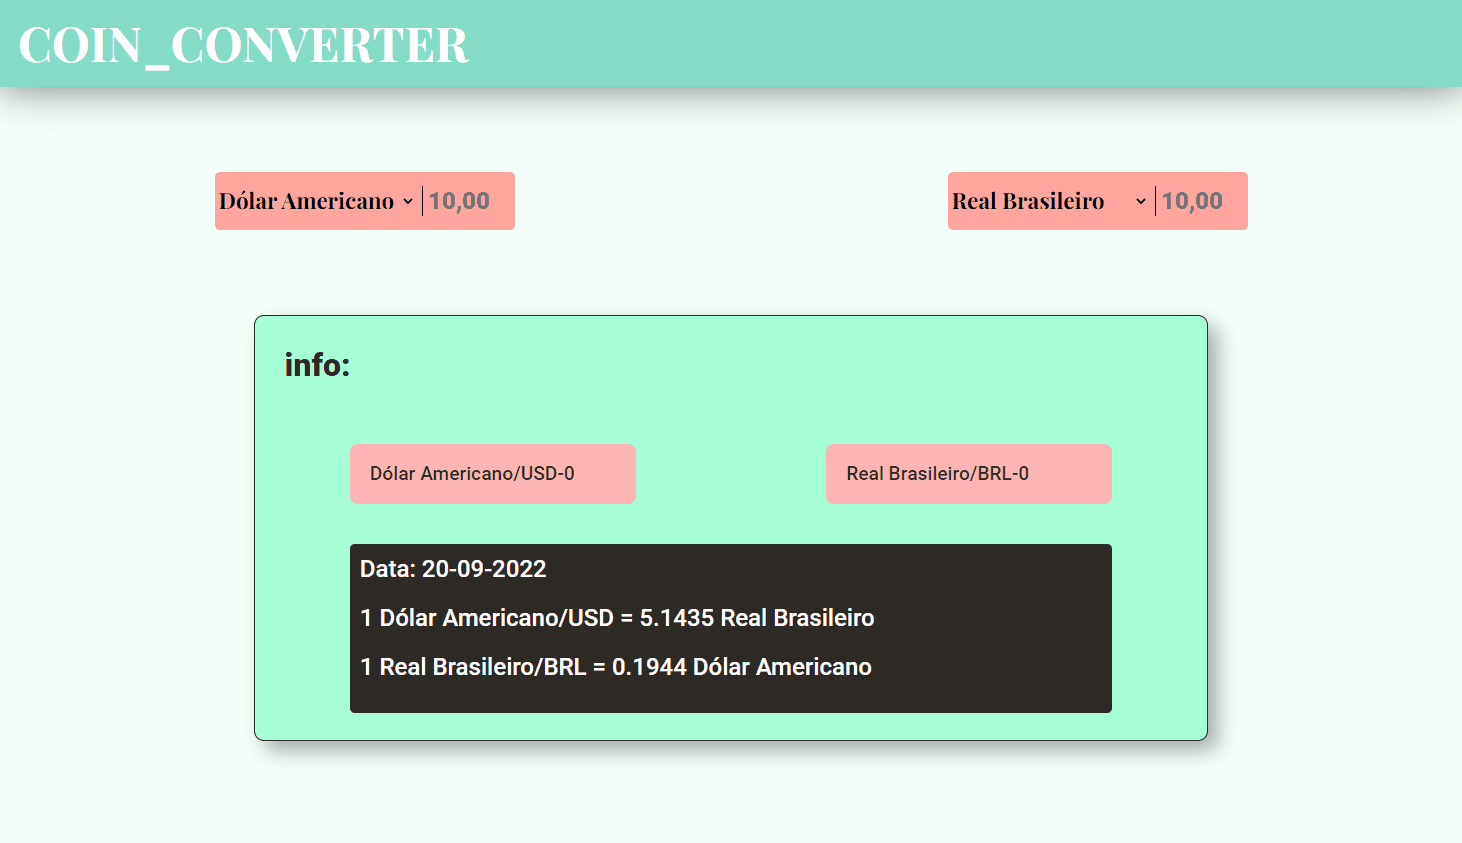 COIN_CONVERTER
Dólar Americano 10,00
Real Brasileiro 10,00
info:
Dólar Americano/USD-0
Real Brasileiro/BRL-0
Data: 20-09-2022
1 Dólar Americano/USD = 5.1435 Real Brasileiro
1 Real Brasileiro/BRL = 0.1944 Dólar Americano